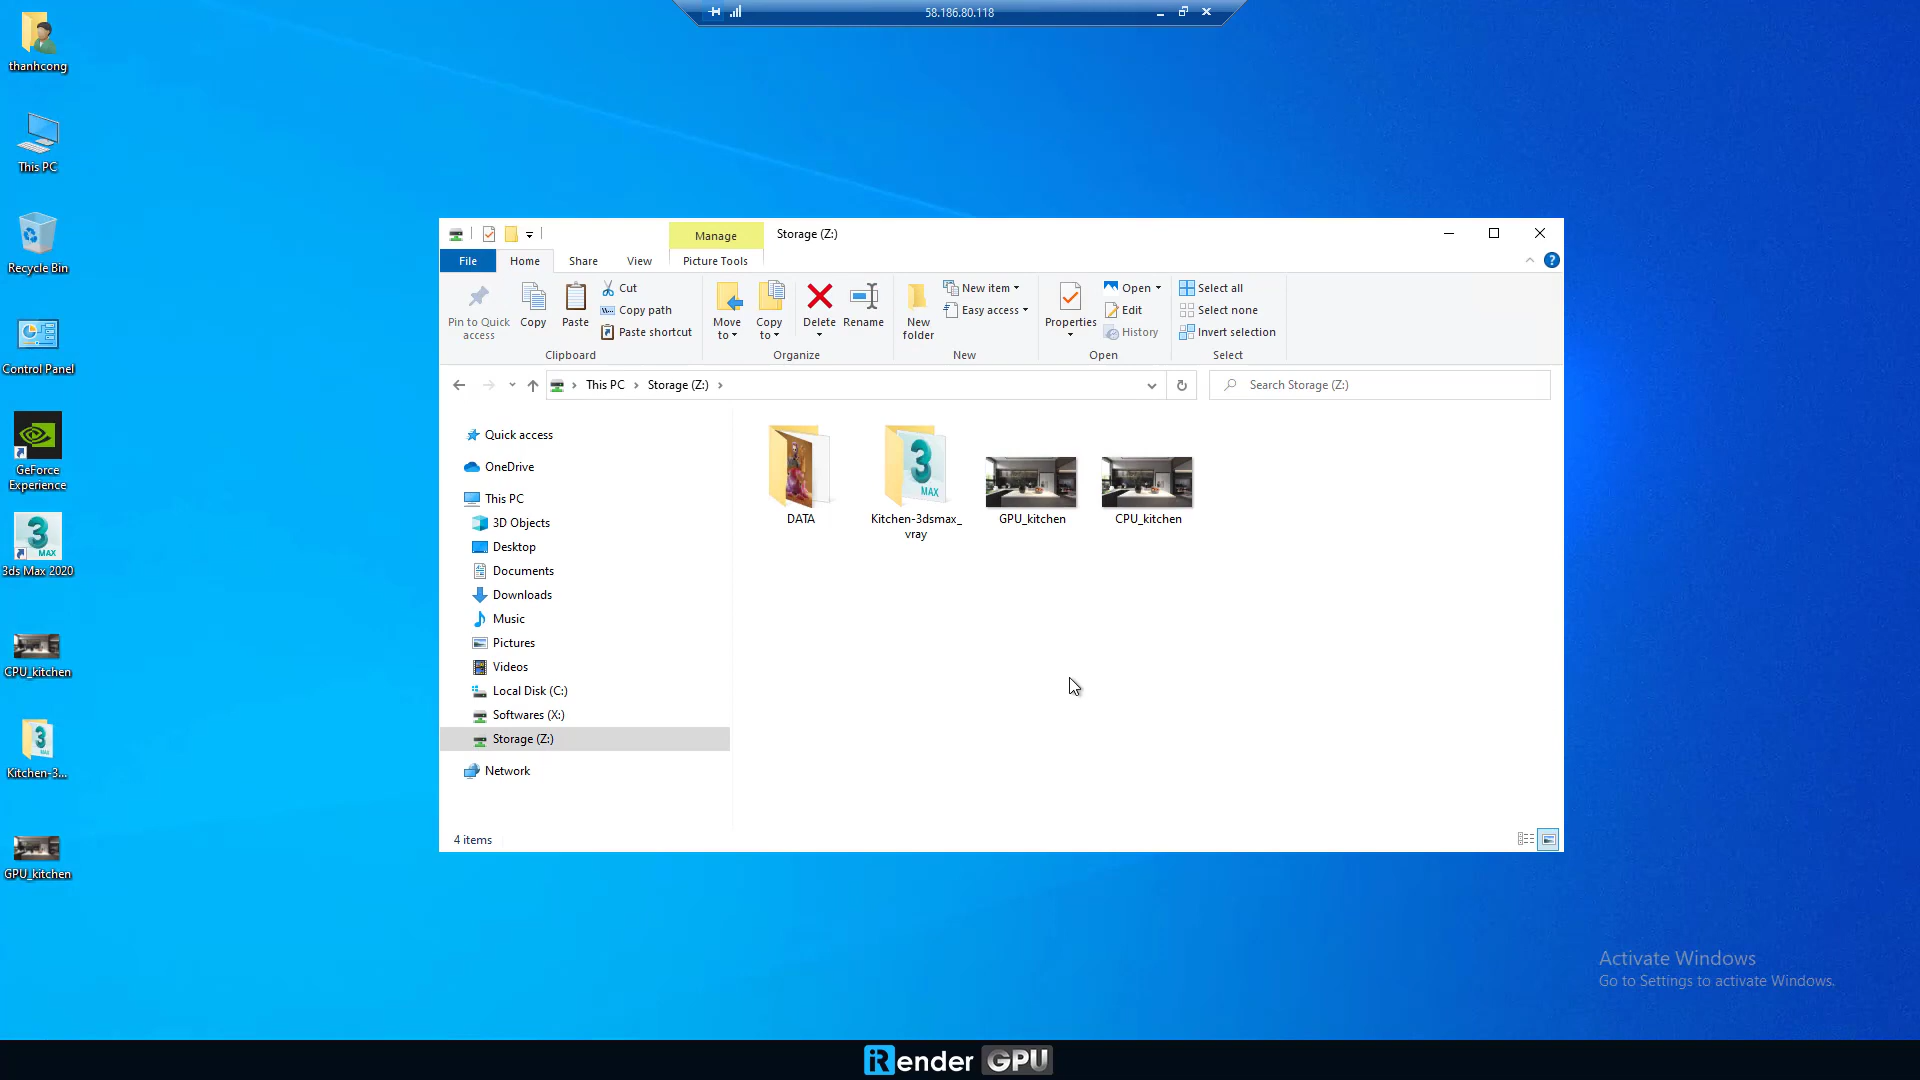 58.186.80.118
thanhcong
This PC
Recycle Bin
Control Panel
GeForce
Experience
3ds Max 2020
CPU_kitchen
Kitchen-3...
GPU_kitchen
Manage
Storage (Z:)
File
Home
Share
View
Picture Tools
Pin to Quick
access
Copy
Paste
Cut
Copy path
Paste shortcut
Clipboard
Move
to
Copy
to
Delete
Rename
Organize
New
folder
New item
Easy access
New
Properties
Open
Edit
History
Open
Select all
Select none
Invert selection
Select
This PC
Storage (Z:)
Search Storage (Z:)
Quick access
OneDrive
This PC
3D Objects
Desktop
Documents
Downloads
Music
Pictures
Videos
Local Disk (C:)
Softwares (X:)
Storage (Z:)
Network
3
MAX
DATA
Kitchen-3dsmax_
vray
GPU_kitchen
CPU_kitchen
4 items
Activate Windows
Go to Settings to activate Windows.
iRender GPU